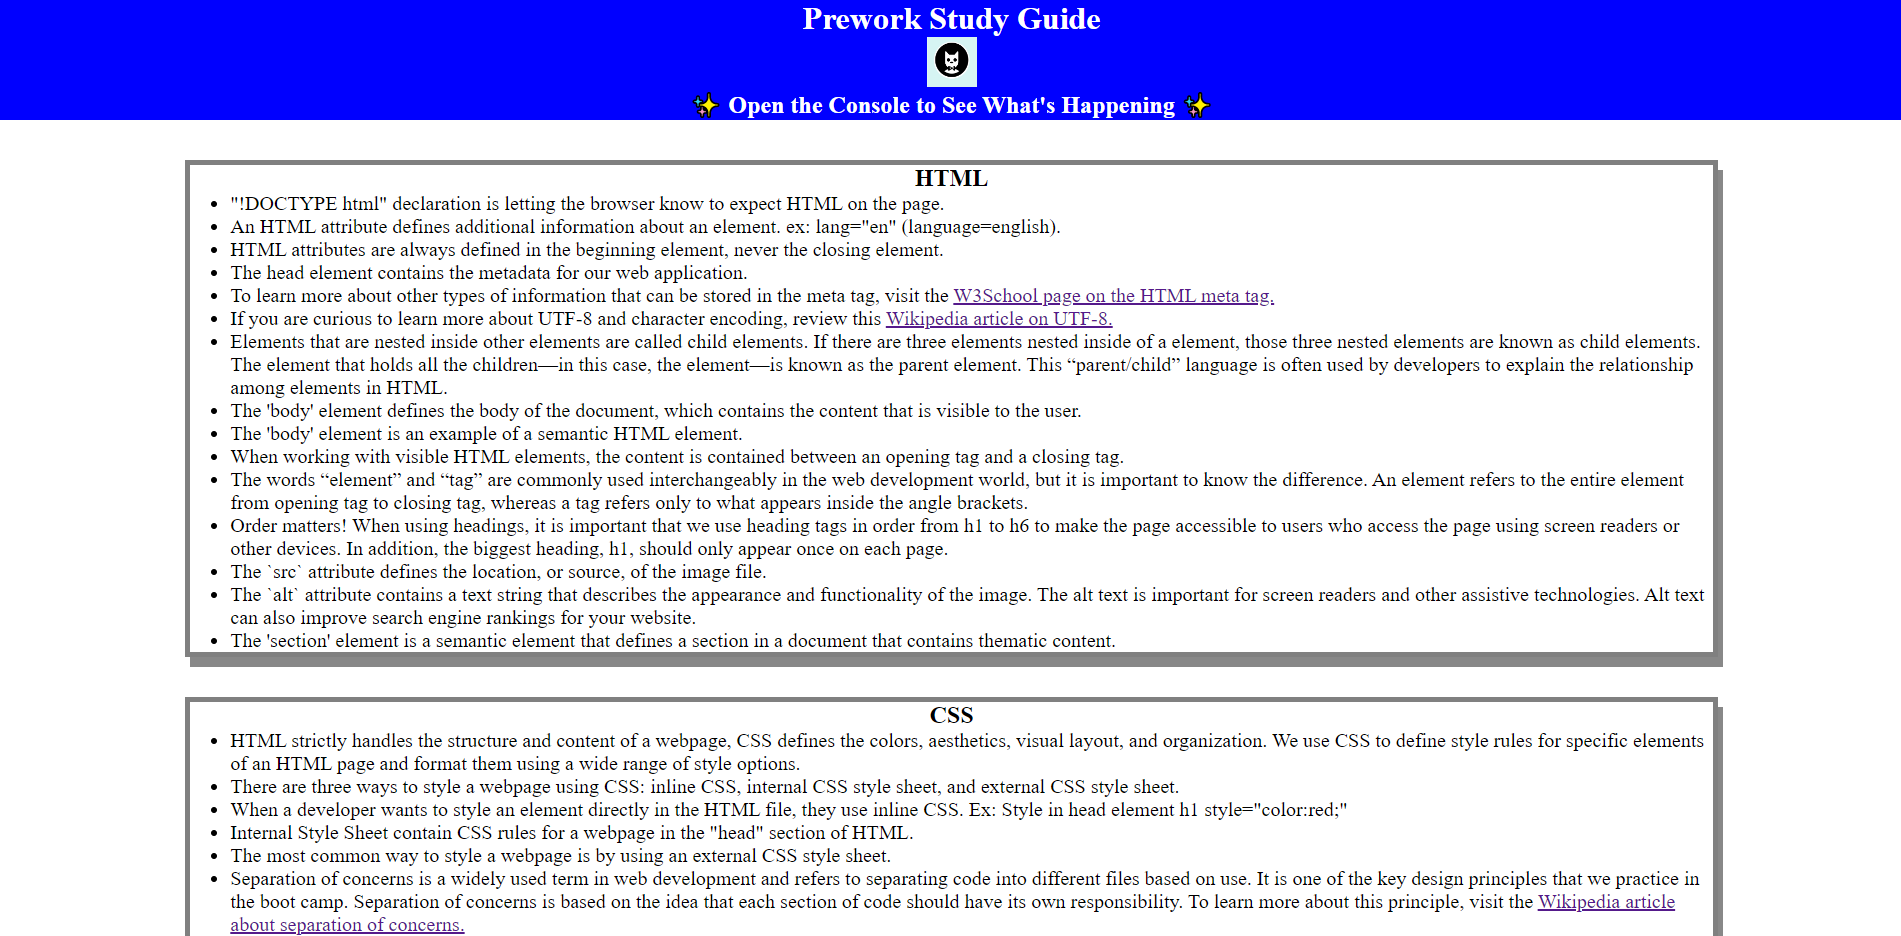 Prework Study Guide
✨ Open the Console to See What's Happening ✨
HTML
• "!DOCTYPE html" declaration is letting the browser know to expect HTML on the page.
• An HTML attribute defines additional information about an element. ex: lang="en" (language=english).
• HTML attributes are always defined in the beginning element, never the closing element.
• The head element contains the metadata for our web application.
• To learn more about other types of information that can be stored in the meta tag, visit the W3School page on the HTML meta tag.
• If you are curious to learn more about UTF-8 and character encoding, review this Wikipedia article on UTF-8.
• Elements that are nested inside other elements are called child elements. If there are three elements nested inside of a element, those three nested elements are known as child elements.
The element that holds all the children—in this case, the element—is known as the parent element. This “parent/child” language is often used by developers to explain the relationship
among elements in HTML.
• The 'body' element defines the body of the document, which contains the content that is visible to the user.
• The 'body' element is an example of a semantic HTML element.
• When working with visible HTML elements, the content is contained between an opening tag and a closing tag.
• The words “element” and “tag” are commonly used interchangeably in the web development world, but it is important to know the difference. An element refers to the entire element
from opening tag to closing tag, whereas a tag refers only to what appears inside the angle brackets.
• Order matters! When using headings, it is important that we use heading tags in order from h1 to h6 to make the page accessible to users who access the page using screen readers or
other devices. In addition, the biggest heading, h1, should only appear once on each page.
• The `src` attribute defines the location, or source, of the image file.
• The `alt` attribute contains a text string that describes the appearance and functionality of the image. The alt text is important for screen readers and other assistive technologies. Alt text
can also improve search engine rankings for your website.
• The 'section' element is a semantic element that defines a section in a document that contains thematic content.
CSS
• HTML strictly handles the structure and content of a webpage, CSS defines the colors, aesthetics, visual layout, and organization. We use CSS to define style rules for specific elements
of an HTML page and format them using a wide range of style options.
• There are three ways to style a webpage using CSS: inline CSS, internal CSS style sheet, and external CSS style sheet.
• When a developer wants to style an element directly in the HTML file, they use inline CSS. Ex: Style in head element h1 style="color:red;"
• Internal Style Sheet contain CSS rules for a webpage in the "head" section of HTML.
• The most common way to style a webpage is by using an external CSS style sheet.
• Separation of concerns is a widely used term in web development and refers to separating code into different files based on use. It is one of the key design principles that we practice in
the boot camp. Separation of concerns is based on the idea that each section of code should have its own responsibility. To learn more about this principle, visit the Wikipedia article
about separation of concerns.